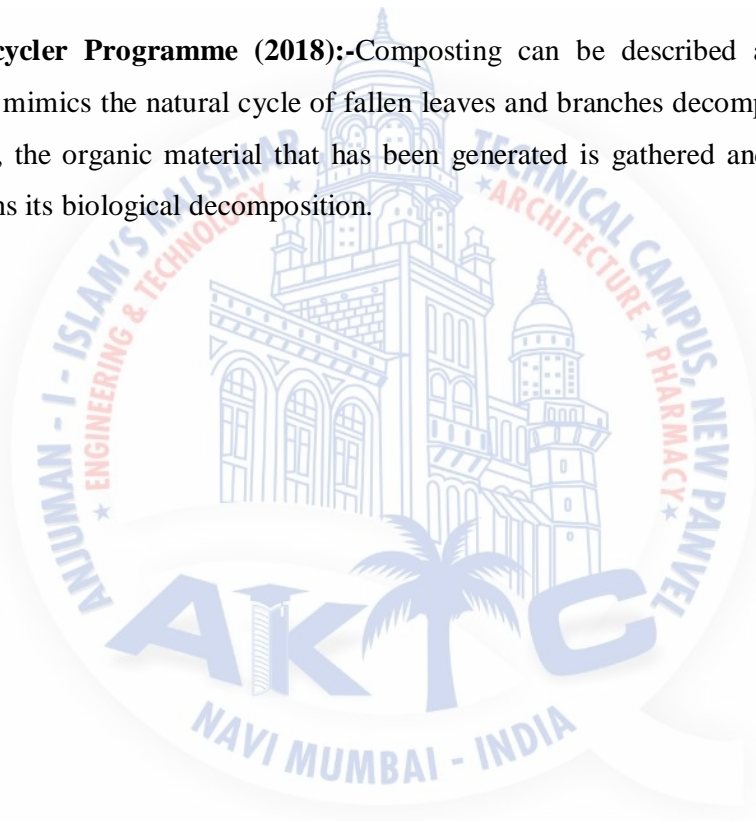 cycler Programme (2018):-Composting can be described a
mimics the natural cycle of fallen leaves and branches decomp
, the organic material that has been generated is gathered and
ns its biological decomposition.
ANJUMAN - I - ISLAM'S KALSEKAR TECHNICAL CAMPUS, NEW PANVEL
★ ENGINEERING & TECHNOLOGY ★ ★ ARCHITECTURE ★ PHARMACY ★
AKTC
NAVI MUMBAI - INDIA